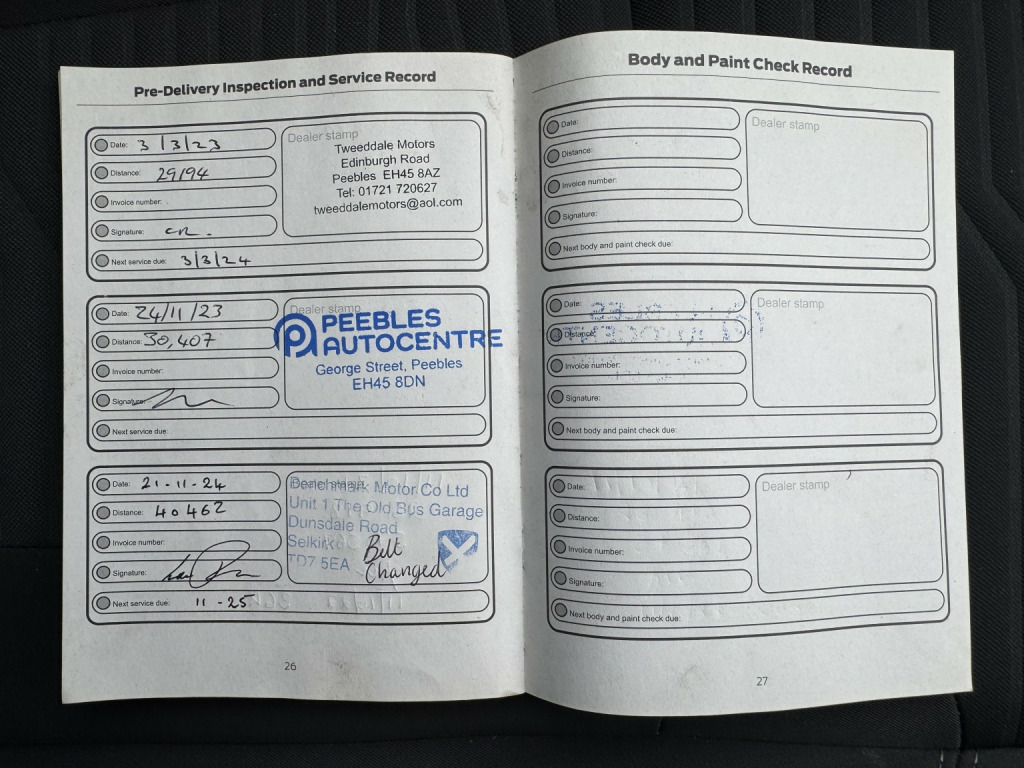 Pre-Delivery Inspection and Service Record
Date: 3/3/23
Distance: 29194
Invoice number:
Signature: CR.
Next service due: 3/3/24
Dealer stamp
Tweeddale Motors
Edinburgh Road
Peebles EH45 8AZ
Tel: 01721 720627
tweeddalemotors@aol.com
Date: 24/11/23
Distance: 30,407
Invoice number:
Signature:
Next service due:
Dealer stamp
PEEBLES
AUTOCENTRE
George Street, Peebles
EH45 8DN
Date: 21-11-24
Distance: 40462
Invoice number:
Signature:
Next service due: 11-25
Dealer stamp
Benchmark Motor Co Ltd
Unit 1 The Old Bus Garage
Dunsdale Road
Selkirk
TD7 5EA
Belt
Changed
26
Body and Paint Check Record
Date:
Distance:
Invoice number:
Signature:
Next body and paint check due:
Dealer stamp
Date:
Distance:
Invoice number:
Signature:
Next body and paint check due:
Dealer stamp
Date:
Distance:
Invoice number:
Signature:
Next body and paint check due:
Dealer stamp
27